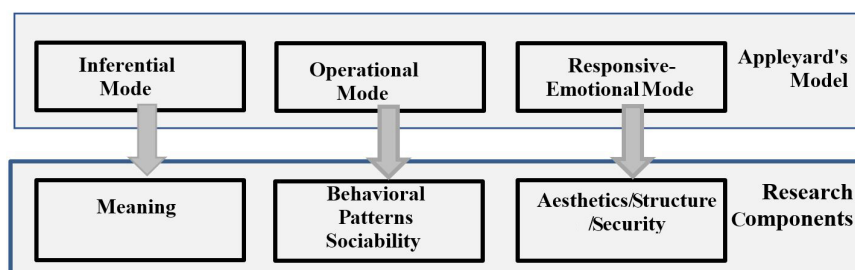 Inferential
Mode
Operational
Mode
Responsive-
Emotional Mode
Appleyard's
Model
Meaning
Behavioral
Patterns
Sociability
Aesthetics/Structure
/Security
Research
Components